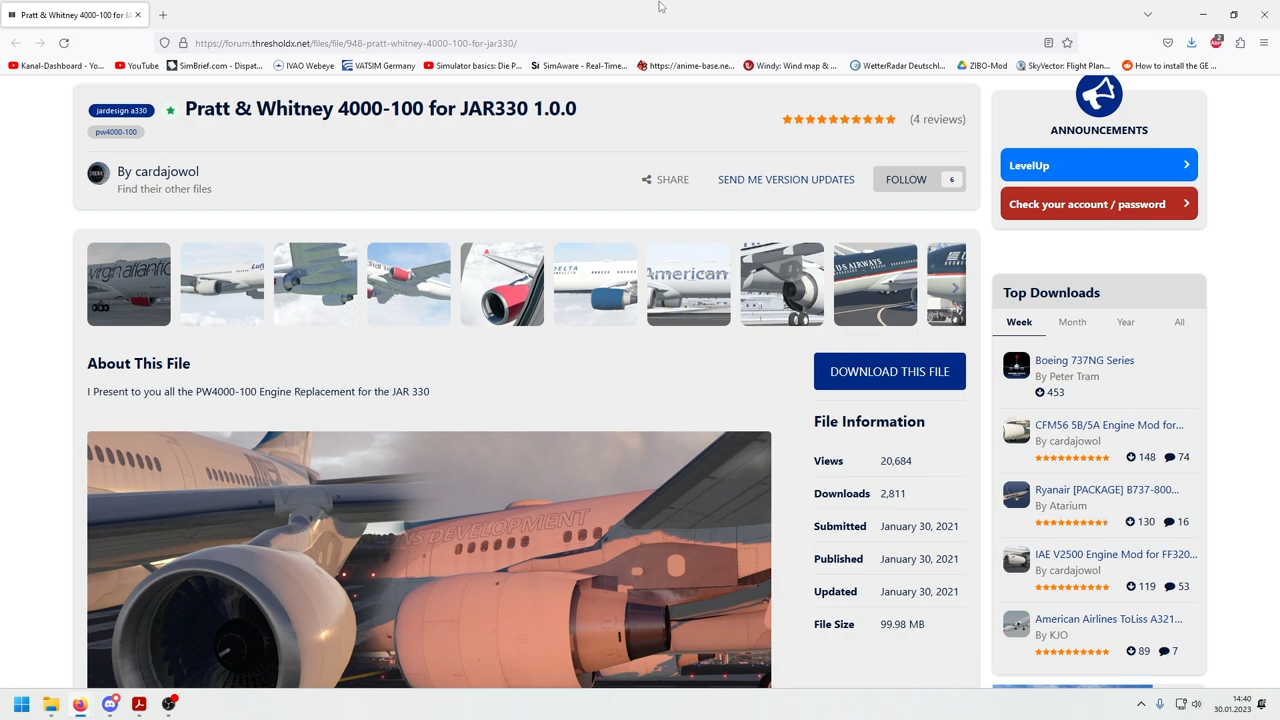 Pratt & Whitney 4000-100 for JA
https://forum.thresholdx.net/files/file/948-pratt-whitney-4000-100-for-jar330/
2
Kanal-Dashboard - Yo...
YouTube
SimBrief.com - Dispat...
IVAO Webeye
VATSIM Germany
Simulator basics: Die P...
SimAware - Real-Time...
https://anime-base.ne...
Windy: Wind map & ...
WetterRadar Deutschl...
ZIBO-Mod
SkyVector: Flight Plan...
How to install the GE ...
jardesign a330
Pratt & Whitney 4000-100 for JAR330 1.0.0
pw4000-100
(4 reviews)
By cardajowol
Find their other files
SHARE
SEND ME VERSION UPDATES
FOLLOW 6
virgin atlantic
Luf
DELTA
American
US AIRWAYS
About This File
I Present to you all the PW4000-100 Engine Replacement for the JAR 330
DEVELOPMENT
DOWNLOAD THIS FILE
File Information
Views 20,684
Downloads 2,811
Submitted January 30, 2021
Published January 30, 2021
Updated January 30, 2021
File Size 99.98 MB
ANNOUNCEMENTS
LevelUp
Check your account / password
Top Downloads
Week Month Year All
Boeing 737NG Series
By Peter Tram
453
CFM56 5B/5A Engine Mod for...
By cardajowol
148 74
Ryanair [PACKAGE] B737-800...
By Atarium
130 16
IAE V2500 Engine Mod for FF320...
By cardajowol
119 53
American Airlines ToLiss A321...
By KJO
89 7
14:40
30.01.2023